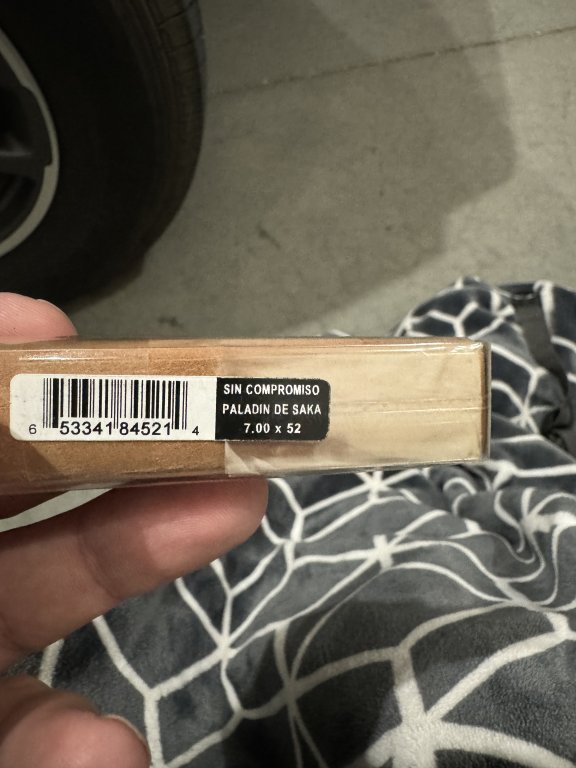 6 53341 84521 4
SIN COMPROMISO
PALADIN DE SAKA
7.00 x 52